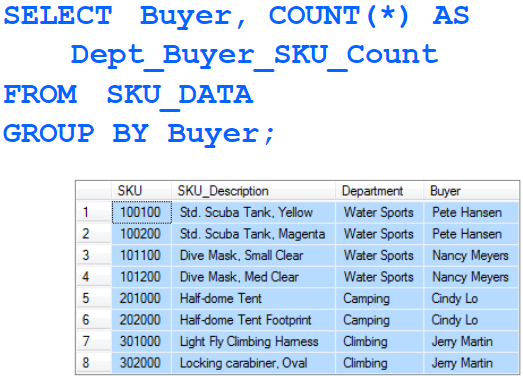 SELECT Buyer, COUNT(*) AS
Dept_Buyer_SKU_Count
FROM SKU_DATA
GROUP BY Buyer;
SKU SKU_Description Department Buyer
1 100100 Std. Scuba Tank, Yellow Water Sports Pete Hansen
2 100200 Std. Scuba Tank, Magenta Water Sports Pete Hansen
3 101100 Dive Mask, Small Clear Water Sports Nancy Meyers
4 101200 Dive Mask, Med Clear Water Sports Nancy Meyers
5 201000 Half-dome Tent Camping Cindy Lo
6 202000 Half-dome Tent Footprint Camping Cindy Lo
7 301000 Light Fly Climbing Harness Climbing Jerry Martin
8 302000 Locking carabiner, Oval Climbing Jerry Martin